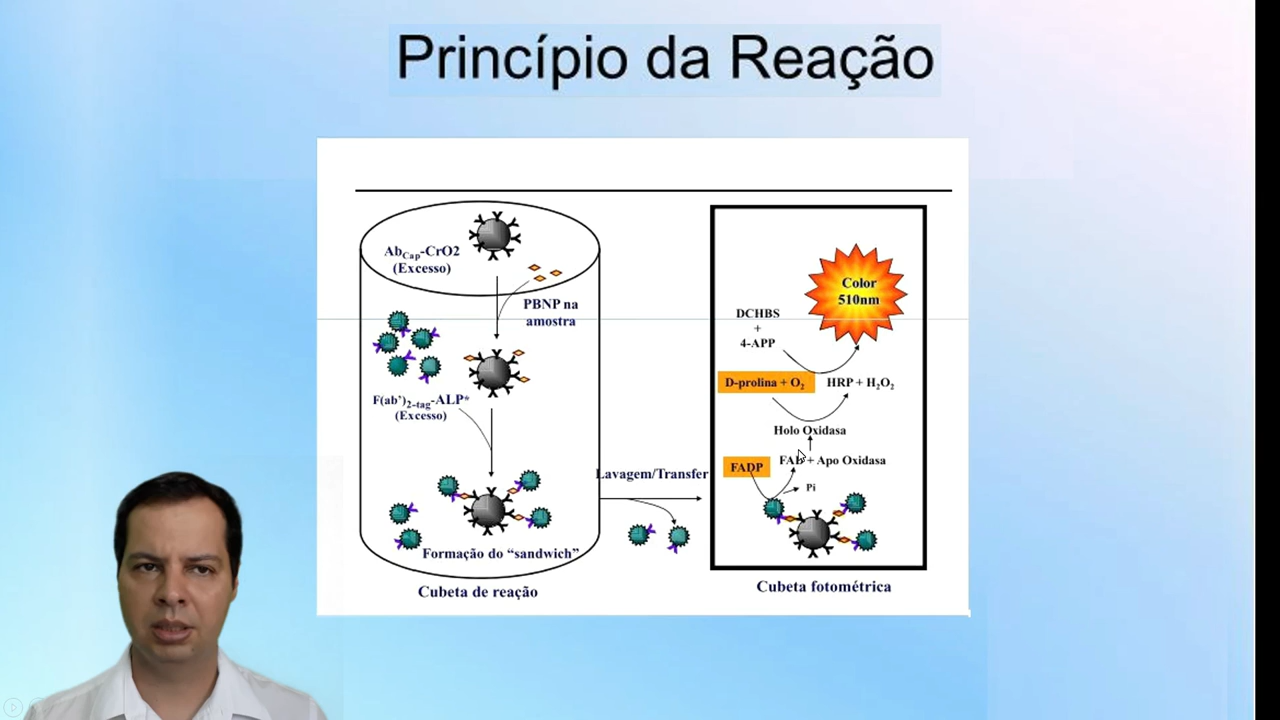 Princípio da Reação
AbCap-CrO2
(Excesso)
PBNP na
amostra
F(ab’)2-tag-ALP*
(Excesso)
Formação do “sandwich”
Cubeta de reação
Lavagem/Transfer
Color
510nm
DCHBS
+
4-APP
D-prolina + O2
HRP + H2O2
Holo Oxidasa
FADP
FAD + Apo Oxidasa
Pi
Cubeta fotométrica